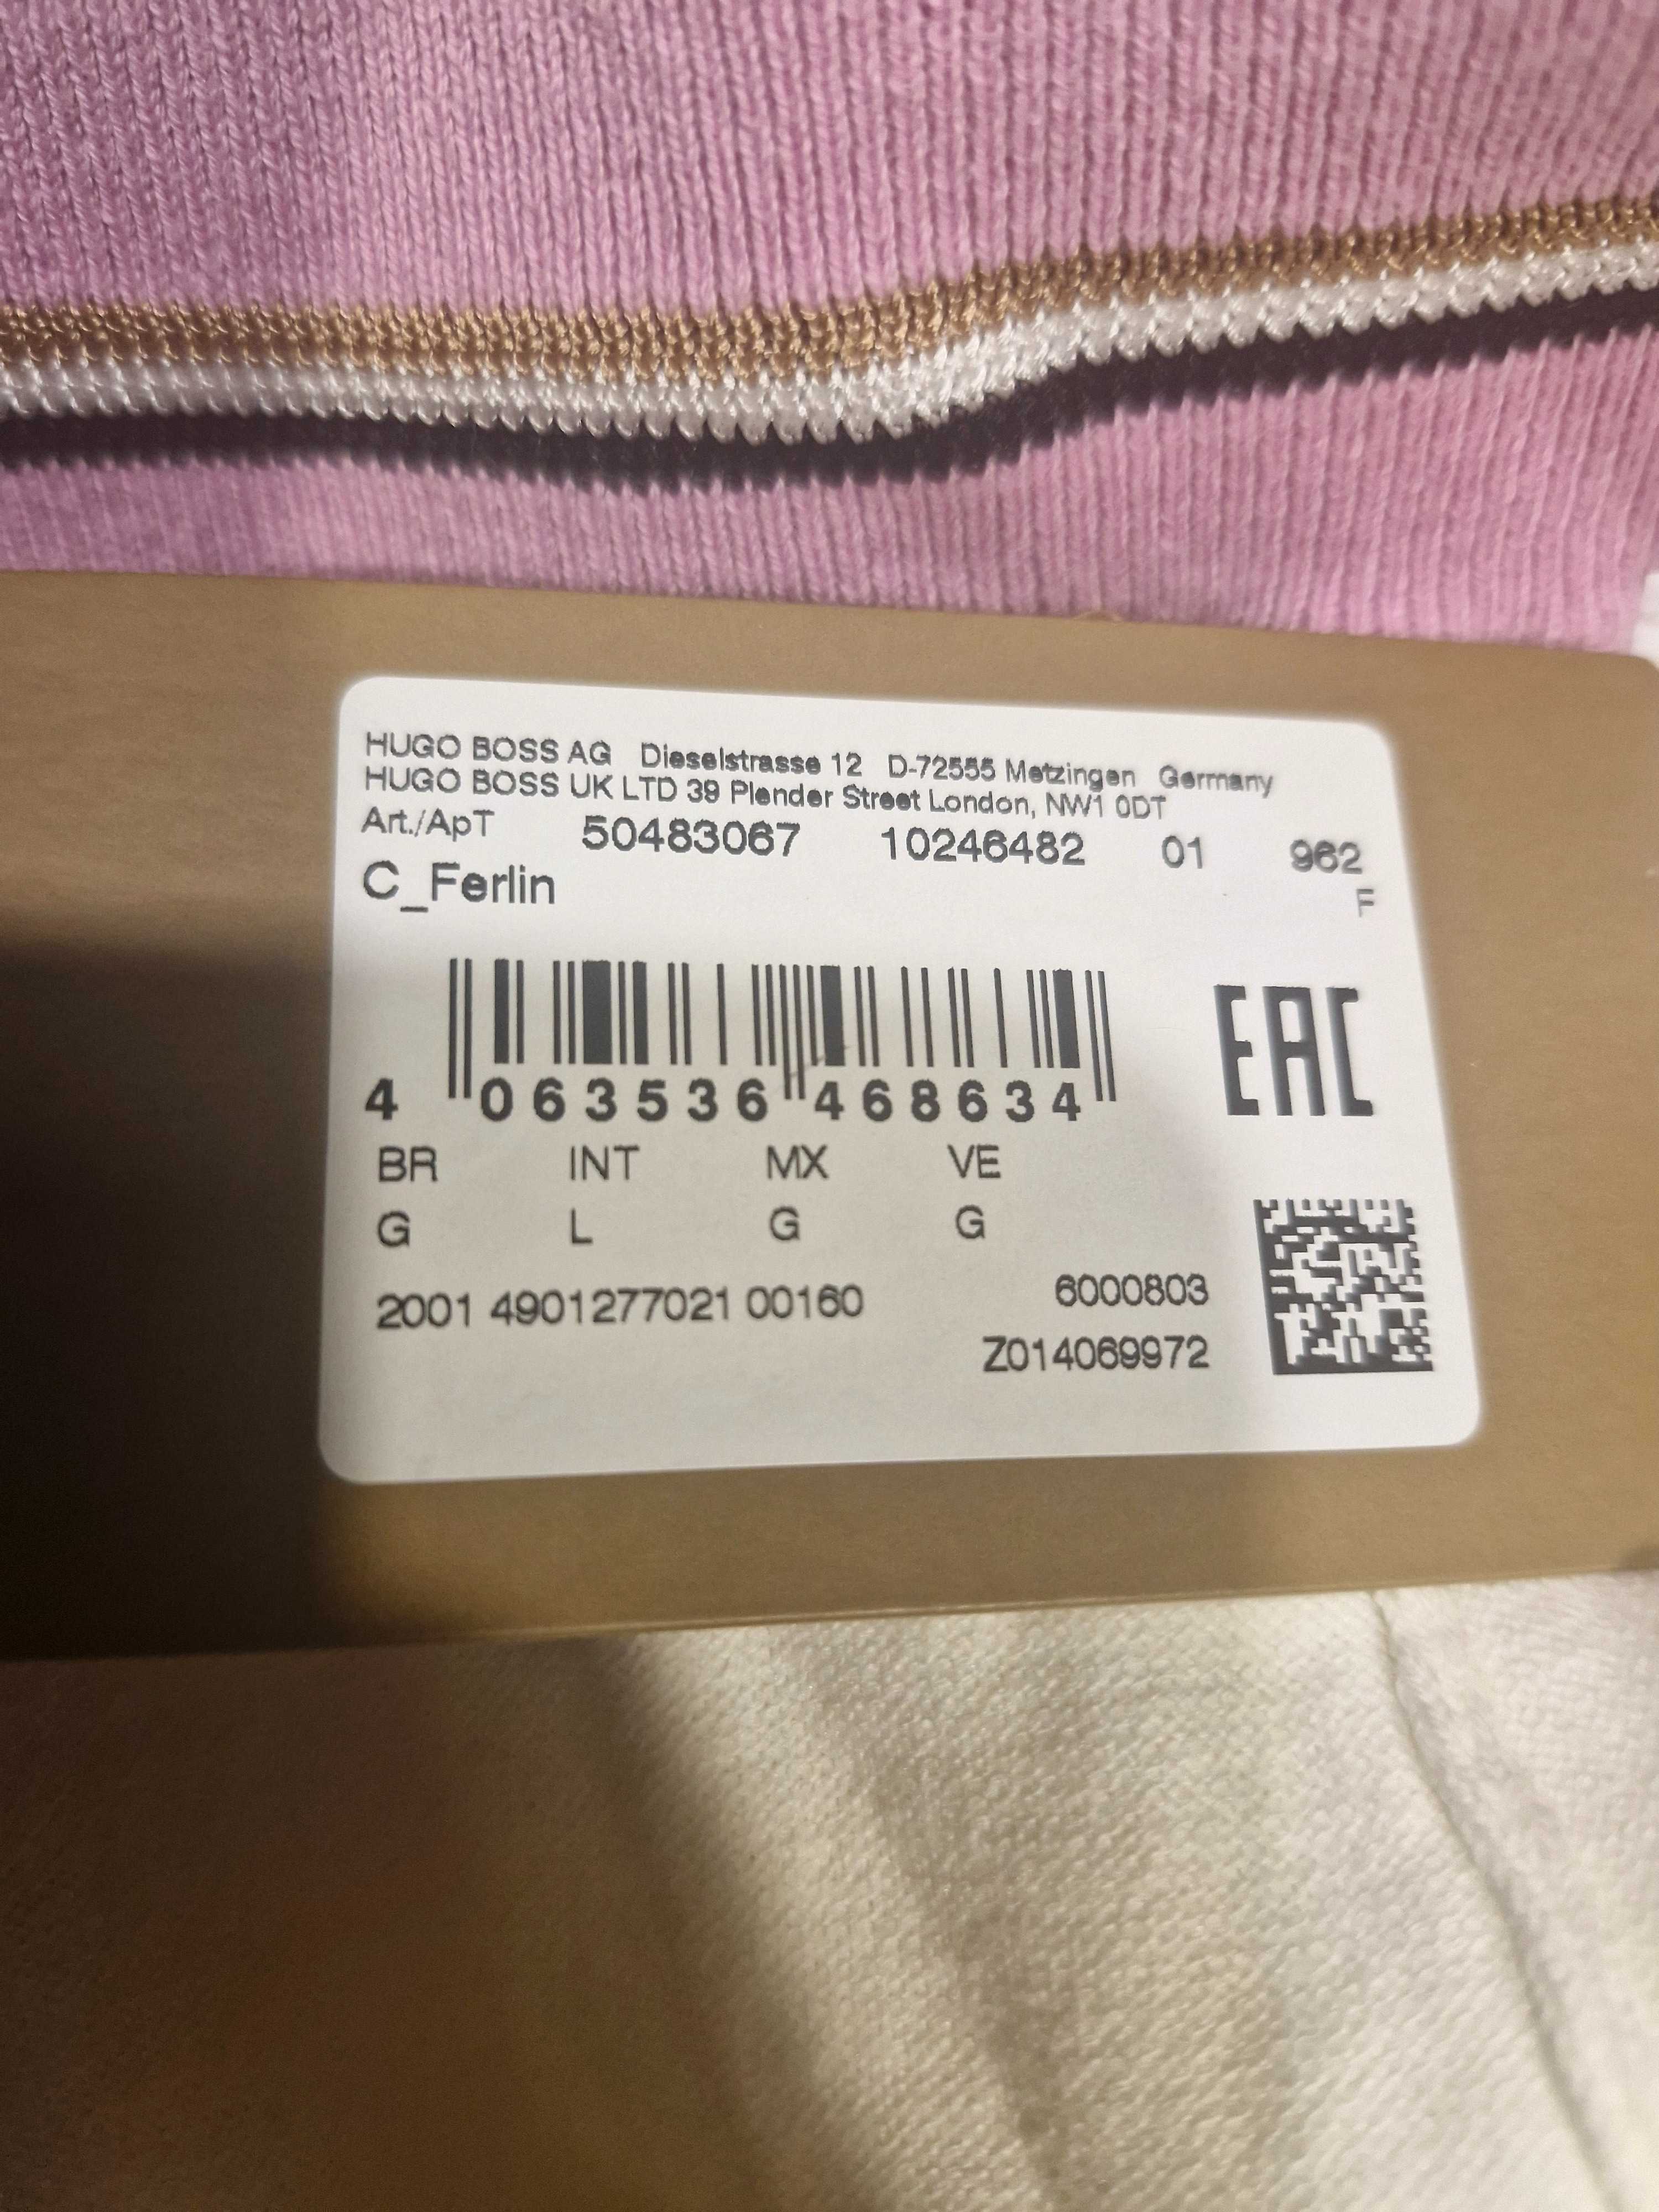 HUGO BOSS AG Dieselstrasse 12 D-72555 Metzingen Germany
HUGO BOSS UK LTD 39 Plender Street London, NW1 0DT
Art./ApT 50483067 10246482 01 962
C_Ferlin F
EAC
4 063536 468634
BR INT MX VE
G L G G
2001 4901277021 00160 6000803
Z014069972